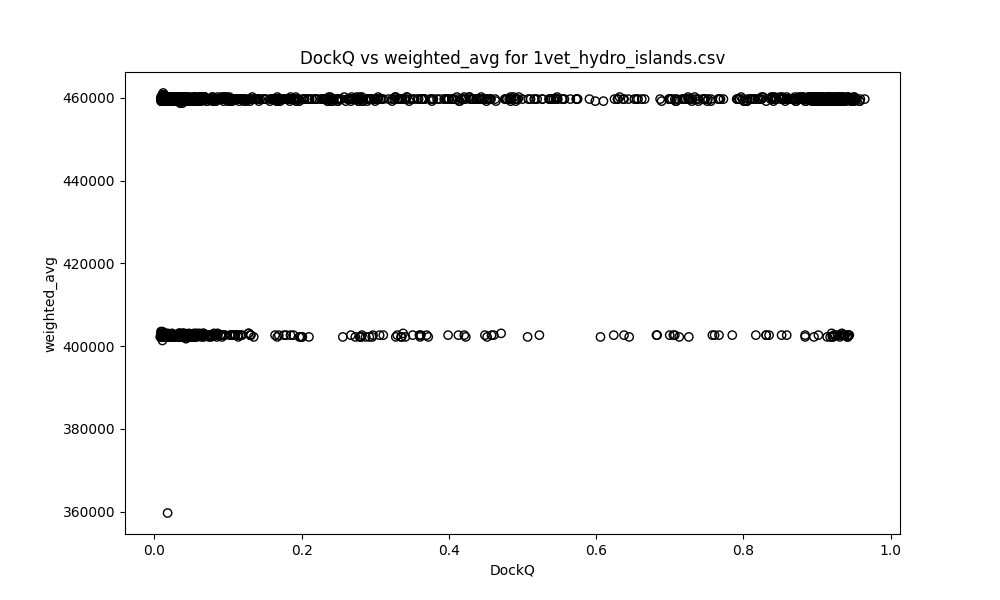 DockQ vs weighted_avg for 1vet_hydro_islands.csv
weighted_avg
460000
440000
420000
400000
380000
360000
0.0 0.2 0.4 0.6 0.8 1.0
DockQ